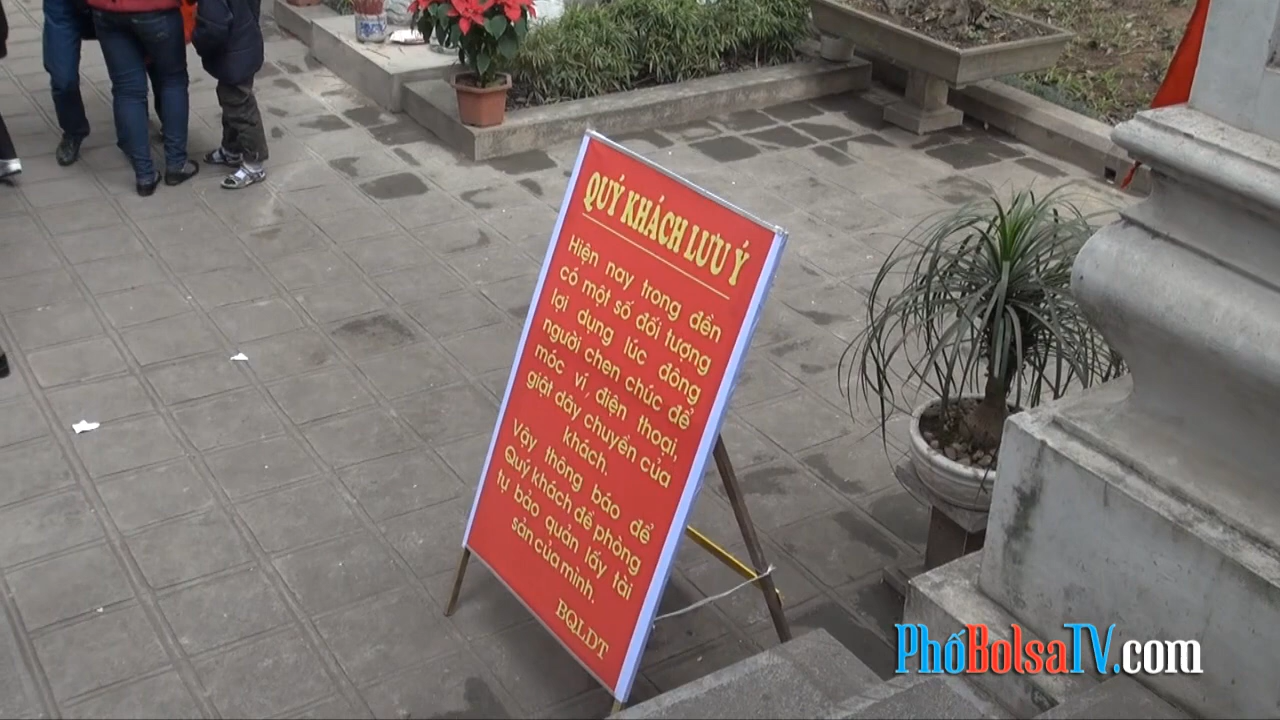 QUÝ KHÁCH LƯU Ý
Hiện nay trong đền
có một số đối tượng
lợi dụng lúc đông
người chen chúc để
móc ví, điện thoại,
giật dây chuyền của
khách.
Vậy thông báo để
Quý khách đề phòng
tự bảo quản lấy tài
sản của mình.
BQLDT
PhốBolsaTV.com